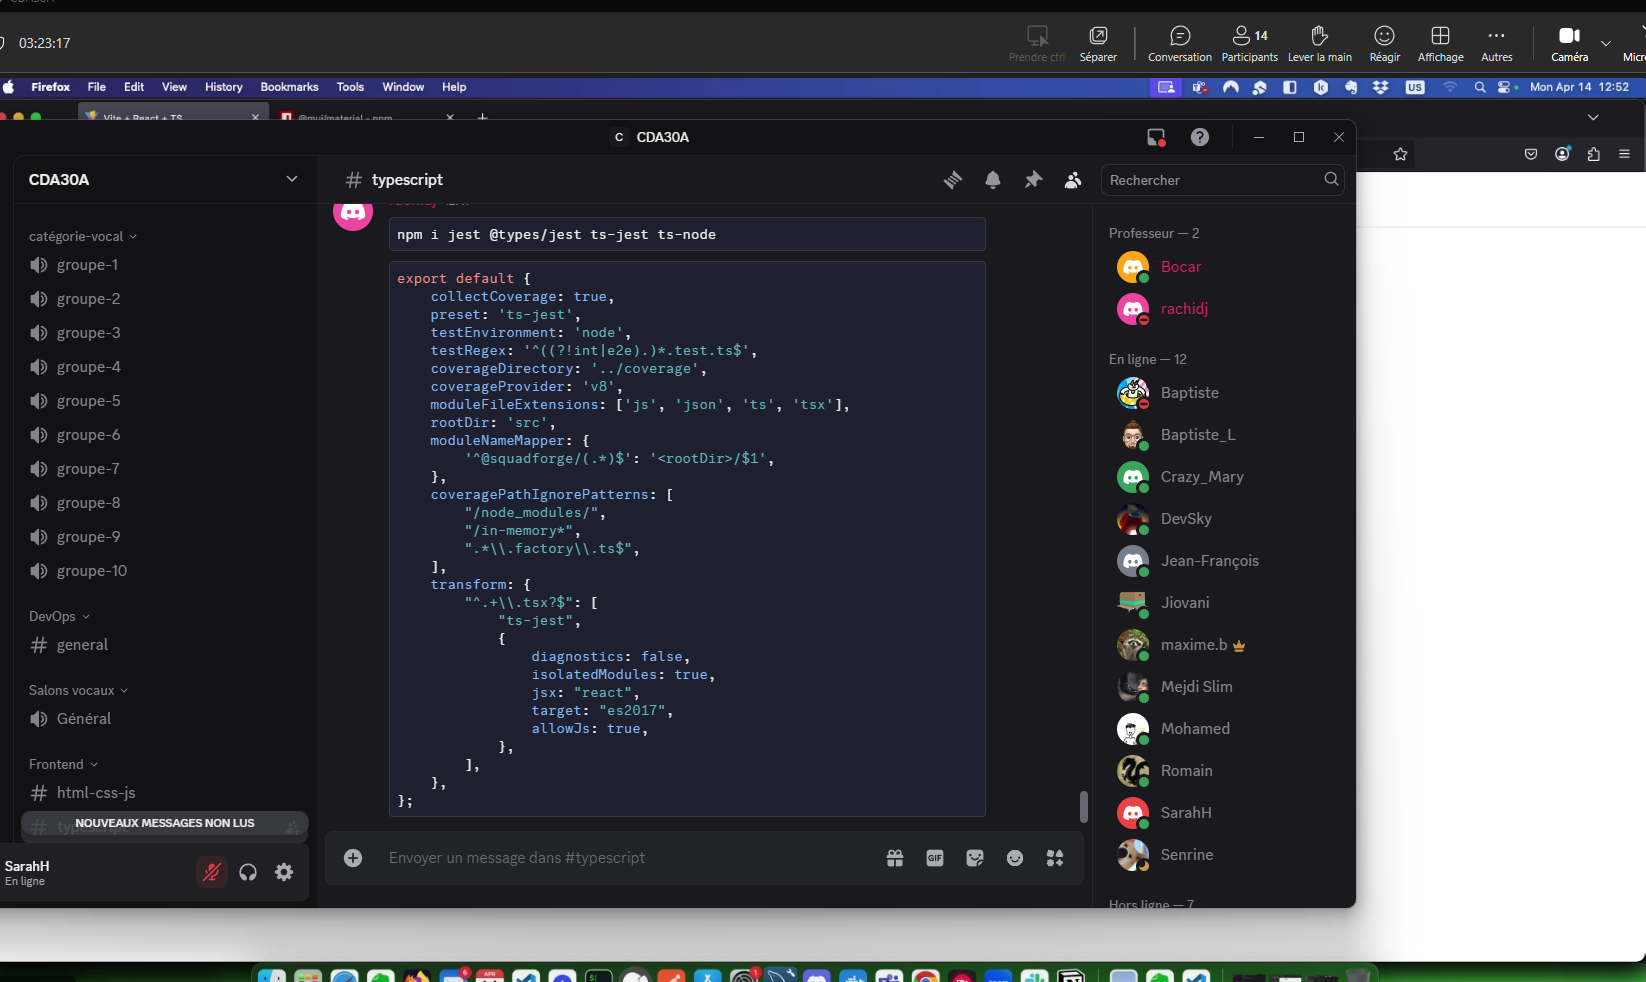 03:23:17
Prendre ctrl
Séparer
Conversation
14
Participants
Lever la main
Réagir
Affichage
Autres
Caméra
Firefox File Edit View History Bookmarks Tools Window Help
US
Mon Apr 14 12:52
Vite + React + TS
@mui/material - npm
C CDA30A
CDA30A
# typescript
Rechercher
catégorie-vocal
groupe-1
groupe-2
groupe-3
groupe-4
groupe-5
groupe-6
groupe-7
groupe-8
groupe-9
groupe-10
DevOps
# general
Salons vocaux
Général
Frontend
# html-css-js
# typescript
NOUVEAUX MESSAGES NON LUS
SarahH
En ligne
rachidj
npm i jest @types/jest ts-jest ts-node
export default {
collectCoverage: true,
preset: 'ts-jest',
testEnvironment: 'node',
testRegex: '^((?!int|e2e).)*.test.ts$',
coverageDirectory: '../coverage',
coverageProvider: 'v8',
moduleFileExtensions: ['js', 'json', 'ts', 'tsx'],
rootDir: 'src',
moduleNameMapper: {
'^@squadforge/(.*)$': '<rootDir>/$1',
},
coveragePathIgnorePatterns: [
"/node_modules/",
"/in-memory*",
".*\\.factory\\.ts$",
],
transform: {
"^.+\\.tsx?$": [
"ts-jest",
{
diagnostics: false,
isolatedModules: true,
jsx: "react",
target: "es2017",
allowJs: true,
},
],
},
};
Envoyer un message dans #typescript
GIF
Professeur — 2
Bocar
rachidj
En ligne — 12
Baptiste
Baptiste_L
Crazy_Mary
DevSky
Jean-François
Jiovani
maxime.b
Mejdi Slim
Mohamed
Romain
SarahH
Senrine
Hors ligne — 7